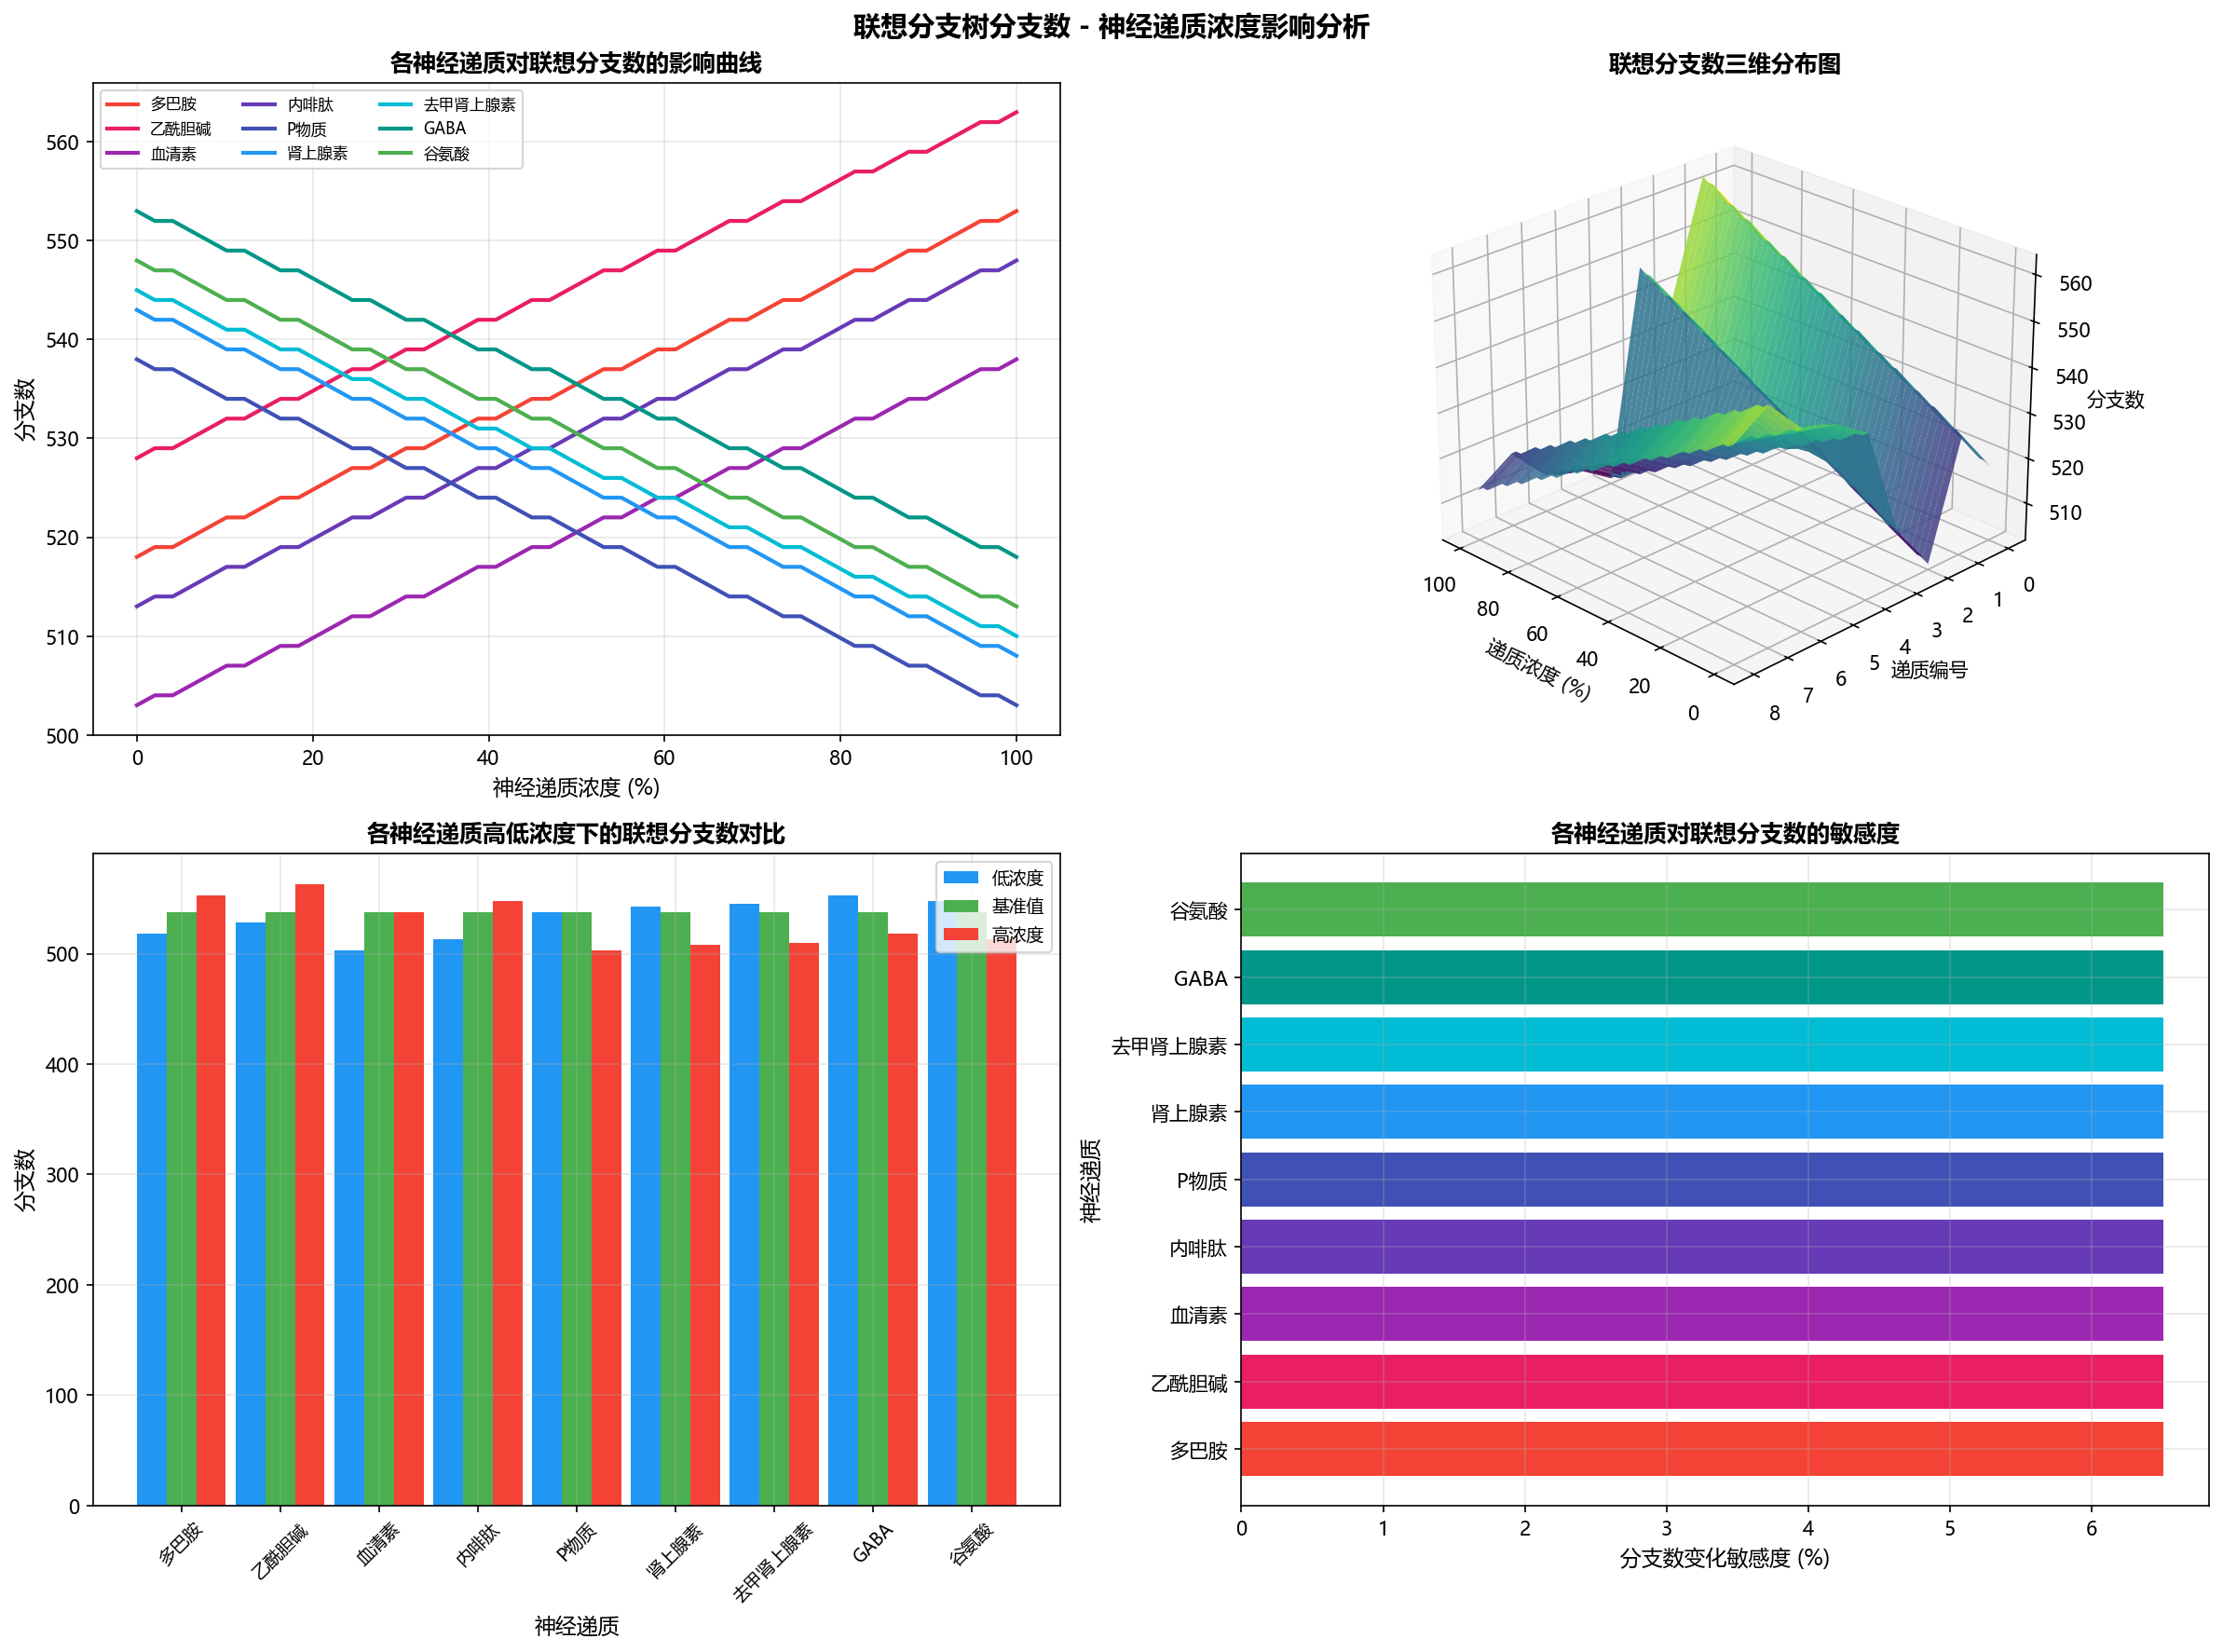 联想分支树分支数 - 神经递质浓度影响分析
各神经递质对联想分支数的影响曲线
多巴胺
乙酰胆碱
血清素
内啡肽
P物质
肾上腺素
去甲肾上腺素
GABA
谷氨酸
560
550
540
530
520
510
500
分支数
0 20 40 60 80 100
神经递质浓度 (%)
联想分支数三维分布图
560
550
540
530
520
510
分支数
100 80 60 40 20 0
递质浓度 (%)
8 7 6 5 4 3 2 1 0
递质编号
各神经递质高低浓度下的联想分支数对比
低浓度
基准值
高浓度
500
400
300
200
100
0
分支数
多巴胺 乙酰胆碱 血清素 内啡肽 P物质 肾上腺素 去甲肾上腺素 GABA 谷氨酸
神经递质
各神经递质对联想分支数的敏感度
谷氨酸
GABA
去甲肾上腺素
肾上腺素
P物质
内啡肽
血清素
乙酰胆碱
多巴胺
神经递质
0 1 2 3 4 5 6
分支数变化敏感度 (%)